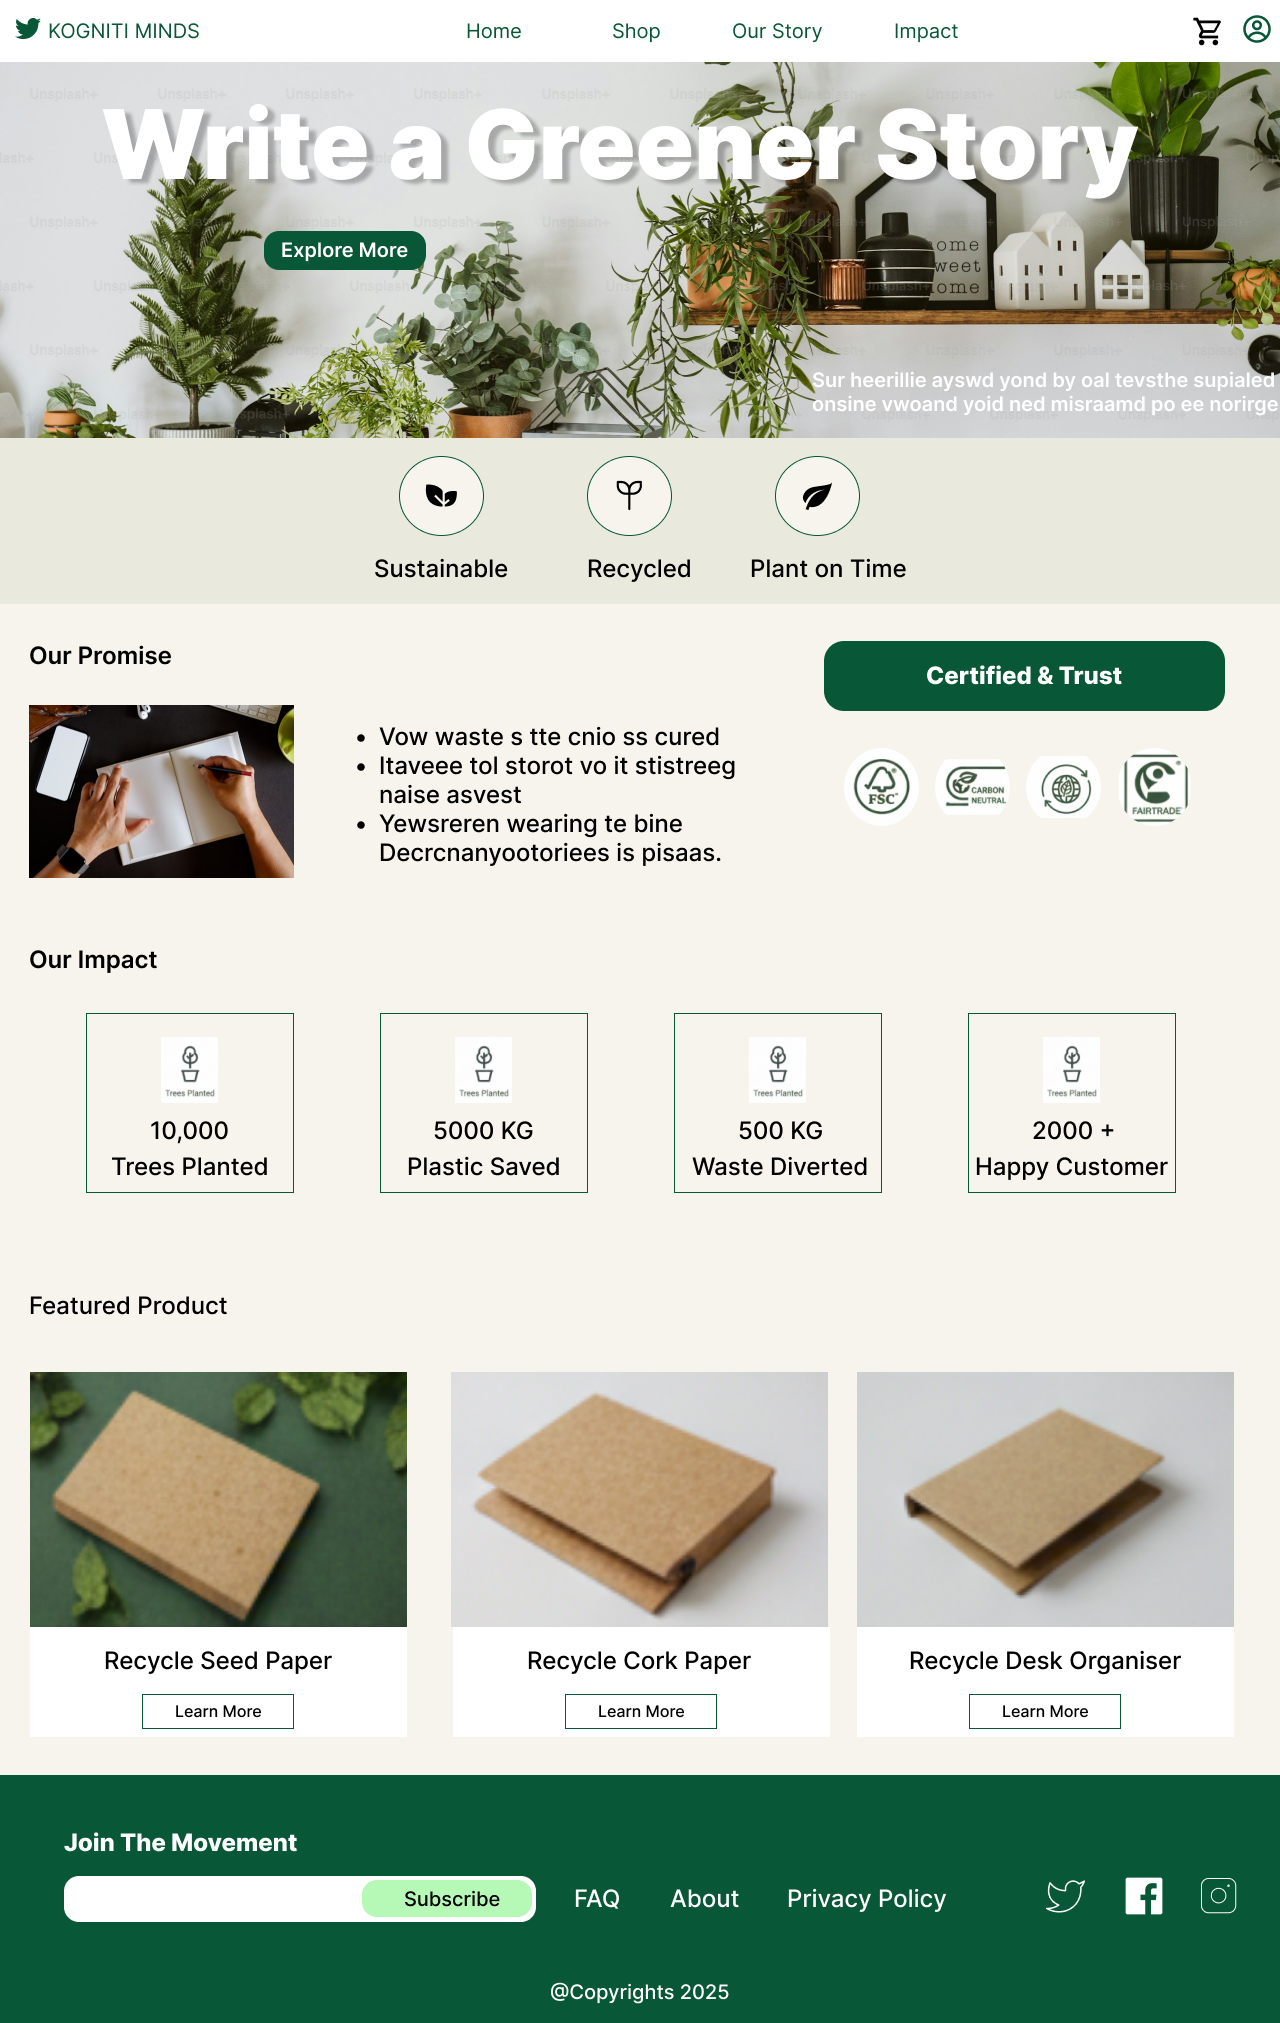 KOGNITI MINDS
Home
Shop
Our Story
Impact
Write a Greener Story
Explore More
Sur heerillie ayswd yond by oal tevsthe supialed
onsine vwoand yoid ned misraamd po ee norirge
Sustainable
Recycled
Plant on Time
Our Promise
Certified & Trust
• Vow waste s tte cnio ss cured
• Itaveee tol storot vo it stistreeg
naise asvest
• Yewsreren wearing te bine
Decrcnanyootoriees is pisaas.
FSC
CARBON
NEUTRAL
FAIRTRADE
Our Impact
Trees Planted
10,000
Trees Planted
Trees Planted
5000 KG
Plastic Saved
Trees Planted
500 KG
Waste Diverted
Trees Planted
2000 +
Happy Customer
Featured Product
Recycle Seed Paper
Learn More
Recycle Cork Paper
Learn More
Recycle Desk Organiser
Learn More
Join The Movement
Subscribe
FAQ
About
Privacy Policy
@Copyrights 2025